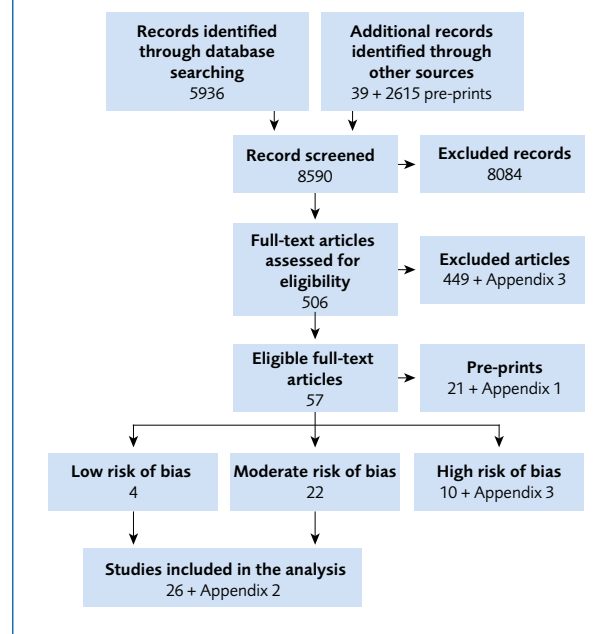 Records identified
through database
searching
5936
Additional records
identified through
other sources
39 + 2615 pre-prints
Record screened
8590
Excluded records
8084
Full-text articles
assessed for
eligibility
506
Excluded articles
449 + Appendix 3
Eligible full-text
articles
57
Pre-prints
21 + Appendix 1
Low risk of bias
4
Moderate risk of bias
22
High risk of bias
10 + Appendix 3
Studies included in the analysis
26 + Appendix 2